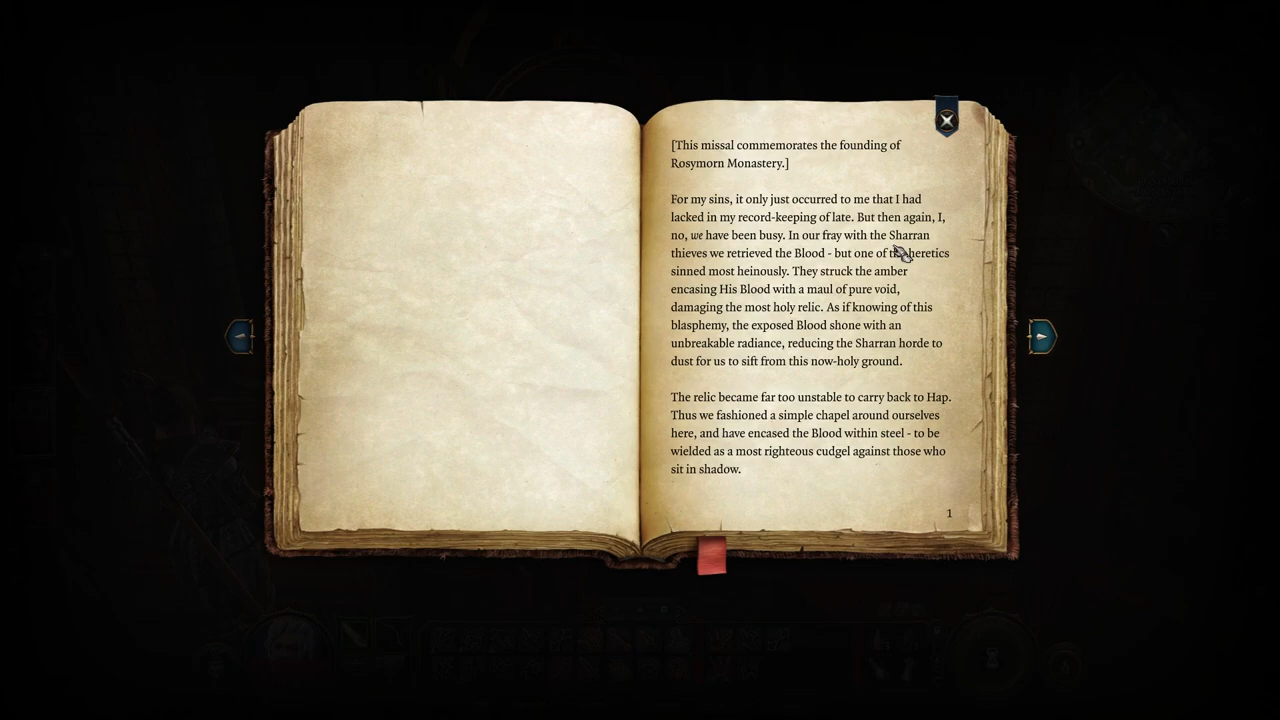 [This missal commemorates the founding of
Rosymorn Monastery.]
For my sins, it only just occurred to me that I had
lacked in my record-keeping of late. But then again, I,
no, we have been busy. In our fray with the Sharran
thieves we retrieved the Blood - but one of heretics
sinned most heinously. They struck the amber
encasing His Blood with a maul of pure void,
damaging the most holy relic. As if knowing of this
blasphemy, the exposed Blood shone with an
unbreakable radiance, reducing the Sharran horde to
dust for us to sift from this now-holy ground.
The relic became far too unstable to carry back to Hap.
Thus we fashioned a simple chapel around ourselves
here, and have encased the Blood within steel - to be
wielded as a most righteous cudgel against those who
sit in shadow.
1